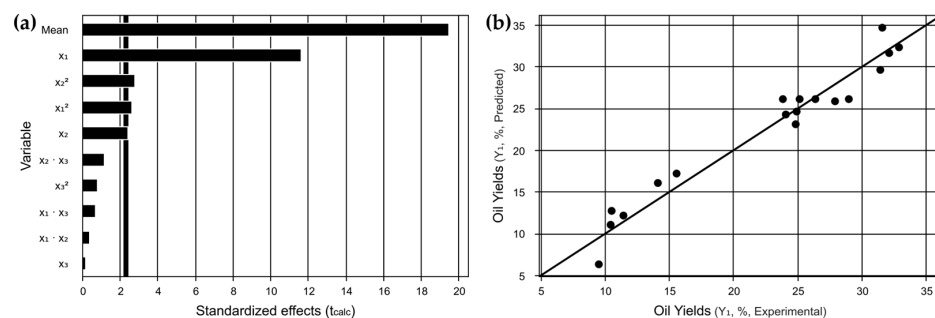 (a)
Variable
Mean
x₁
x₂²
x₁²
x₂
x₂ · x₃
x₃²
x₁ · x₃
x₁ · x₂
x₃
0 2 4 6 8 10 12 14 16 18 20
Standardized effects (tcalc)
(b)
Oil Yields (Y₁, %, Predicted)
35
30
25
20
15
10
5
5 10 15 20 25 30 35
Oil Yields (Y₁, %, Experimental)